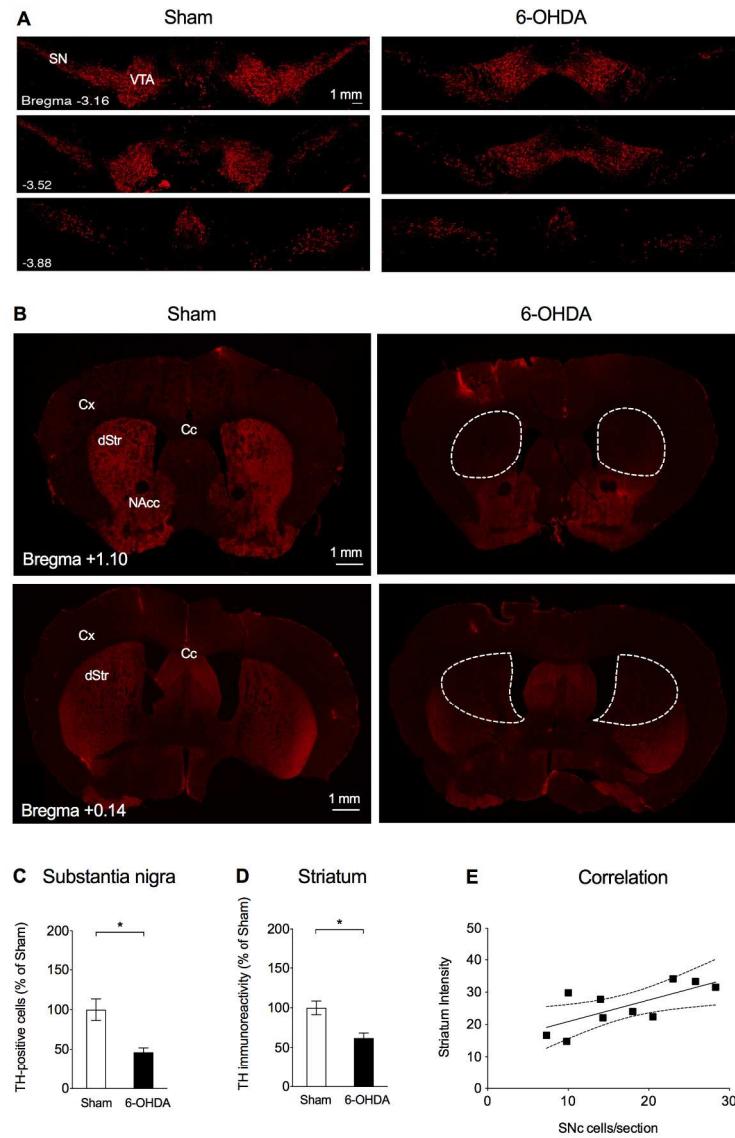 A
Sham
6-OHDA
SN
VTA
1 mm
Bregma -3.16
-3.52
-3.88
B
Sham
6-OHDA
Cx
Cc
dStr
NAcc
Bregma +1.10
1 mm
Cx
Cc
dStr
Bregma +0.14
1 mm
C Substantia nigra
TH-positive cells (% of Sham)
200
150
100
50
0
*
Sham 6-OHDA
D Striatum
TH immunoreactivity (% of Sham)
200
150
100
50
0
*
Sham 6-OHDA
E Correlation
Striatum Intensity
50
40
30
20
10
0
0 10 20 30
SNc cells/section